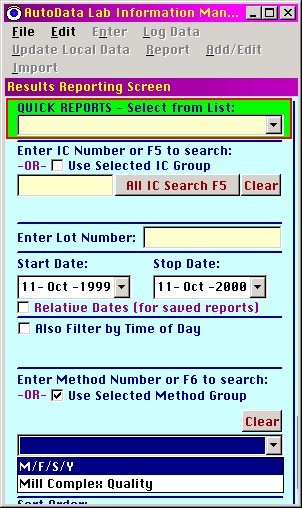 AutoData Lab Information Man...
File Edit Enter Log Data
Update Local Data Report Add/Edit
Import
Results Reporting Screen
QUICK REPORTS - Select from List:
Enter IC Number or F5 to search:
-OR- Use Selected IC Group
All IC Search F5 Clear
Enter Lot Number:
Start Date: Stop Date:
11-Oct-1999 11-Oct-2000
Relative Dates (for saved reports)
Also Filter by Time of Day
Enter Method Number or F6 to search:
-OR- Use Selected Method Group
Clear
M/F/S/Y
Mill Complex Quality
Sort Order: